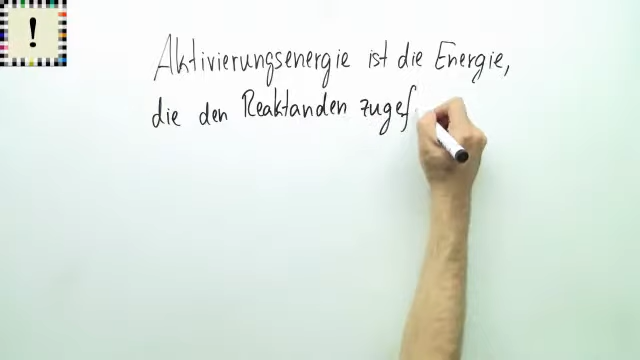 !
Aktivierungsenergie ist die Energie,
die den Reaktanden zugef